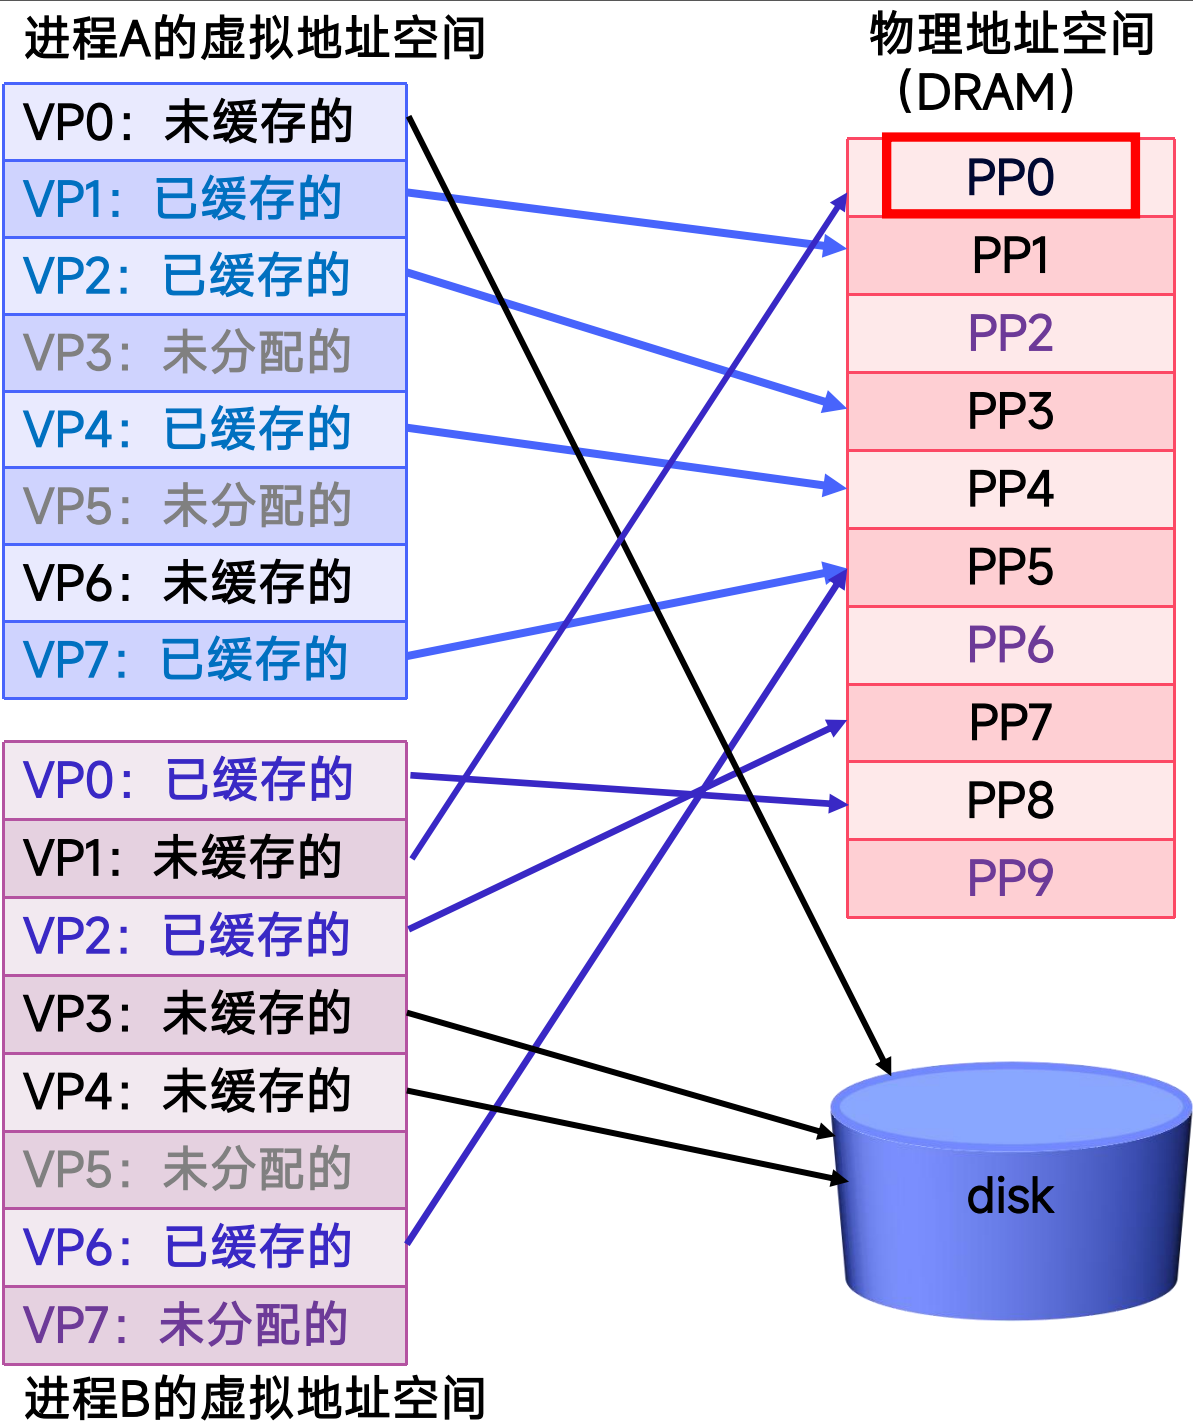 进程A的虚拟地址空间
VP0：未缓存的
VP1：已缓存的
VP2：已缓存的
VP3：未分配的
VP4：已缓存的
VP5：未分配的
VP6：未缓存的
VP7：已缓存的
VP0：已缓存的
VP1：未缓存的
VP2：已缓存的
VP3：未缓存的
VP4：未缓存的
VP5：未分配的
VP6：已缓存的
VP7：未分配的
进程B的虚拟地址空间
物理地址空间
（DRAM）
PP0
PP1
PP2
PP3
PP4
PP5
PP6
PP7
PP8
PP9
disk